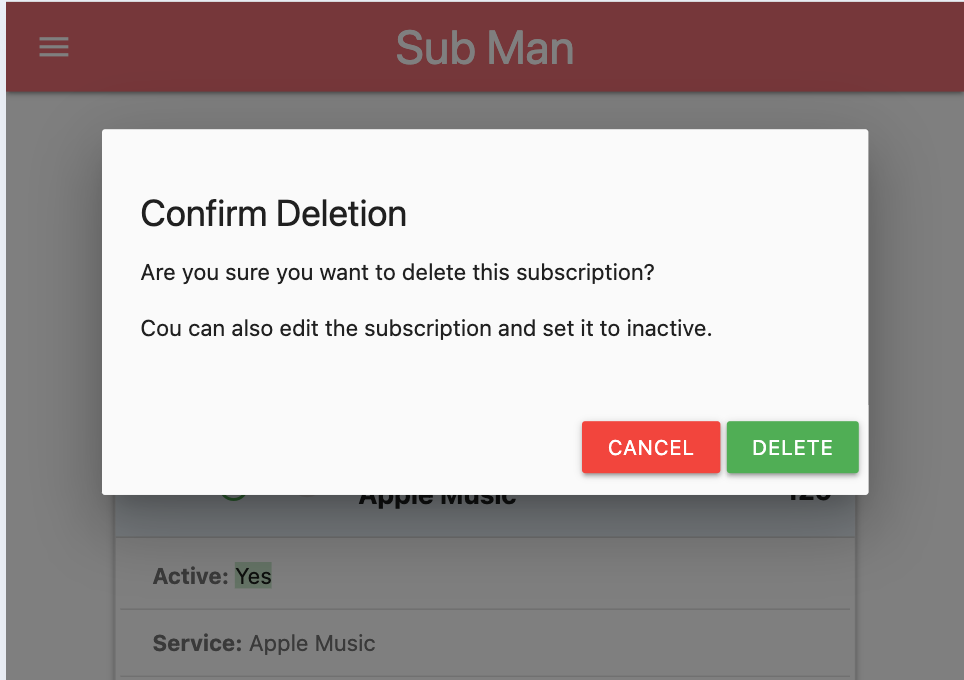 Sub Man
Confirm Deletion
Are you sure you want to delete this subscription?
Cou can also edit the subscription and set it to inactive.
CANCEL DELETE
Apple Music
Active: Yes
Service: Apple Music